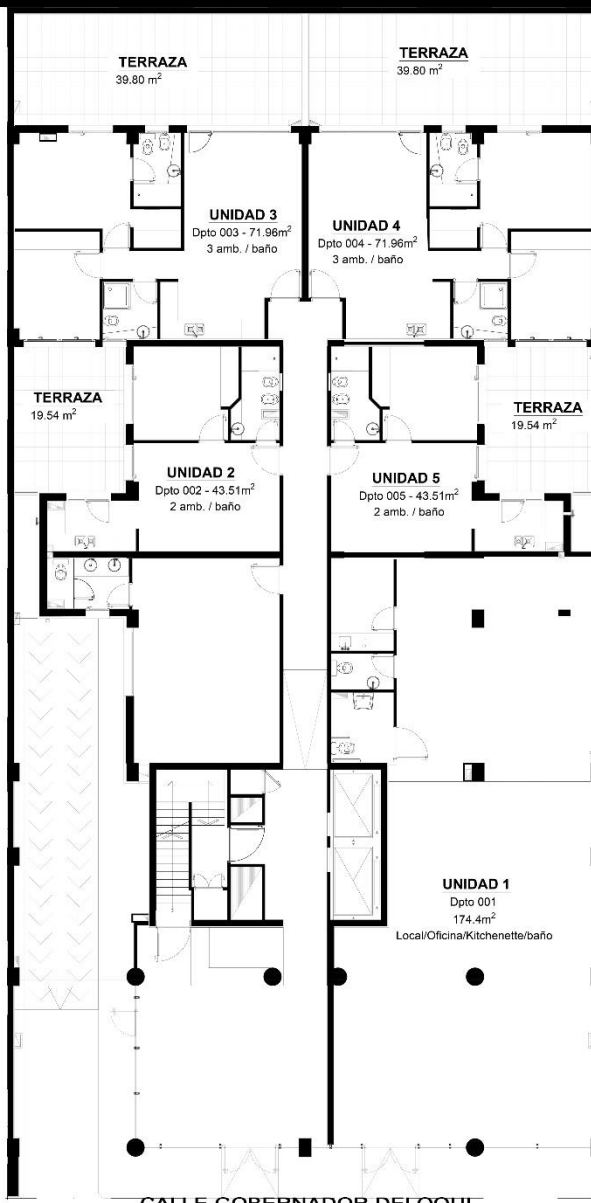 TERRAZA
39.80 m²
TERRAZA
39.80 m²
UNIDAD 3
Dpto 003 - 71.96m²
3 amb. / baño
UNIDAD 4
Dpto 004 - 71.96m²
3 amb. / baño
TERRAZA
19.54 m²
TERRAZA
19.54 m²
UNIDAD 2
Dpto 002 - 43.51m²
2 amb. / baño
UNIDAD 5
Dpto 005 - 43.51m²
2 amb. / baño
UNIDAD 1
Dpto 001
174.4m²
Local/Oficina/Kitchenette/baño
CALLE GOBERNADOR DELOQUI